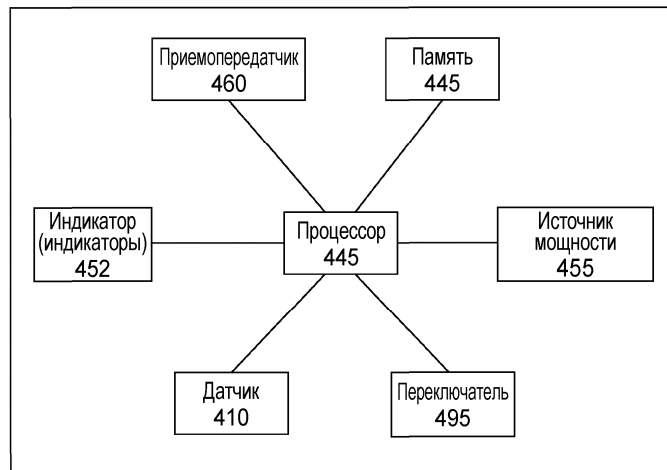 Приемопередатчик
460
Память
445
Индикатор
(индикаторы)
452
Процессор
445
Источник
мощности
455
Датчик
410
Переключатель
495